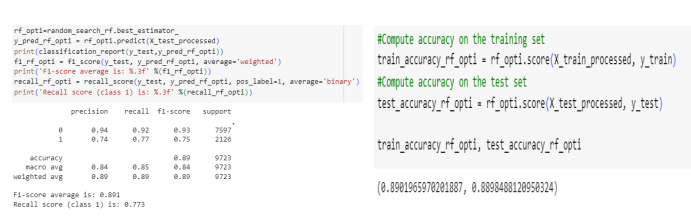 rf_opti=random_search_rf.best_estimator_
y_pred_rf_opti = rf_opti.predict(X_test_processed)
print(classification_report(y_test,y_pred_rf_opti))
f1_rf_opti = f1_score(y_test, y_pred_rf_opti, average='weighted')
print('F1-score average is: %.3f' %(f1_rf_opti))
recall_rf_opti = recall_score(y_test, y_pred_rf_opti, pos_label=1, average='binary')
print('Recall score (class 1) is: %.3f' %(recall_rf_opti))
precision recall f1-score support
0 0.94 0.92 0.93 7597
1 0.74 0.77 0.75 2126
accuracy 0.89 9723
macro avg 0.84 0.85 0.84 9723
weighted avg 0.89 0.89 0.89 9723
F1-score average is: 0.891
Recall score (class 1) is: 0.773
#Compute accuracy on the training set
train_accuracy_rf_opti = rf_opti.score(X_train_processed, y_train)
#Compute accuracy on the test set
test_accuracy_rf_opti = rf_opti.score(X_test_processed, y_test)
train_accuracy_rf_opti, test_accuracy_rf_opti
(0.8901965970201887, 0.8898488120950324)